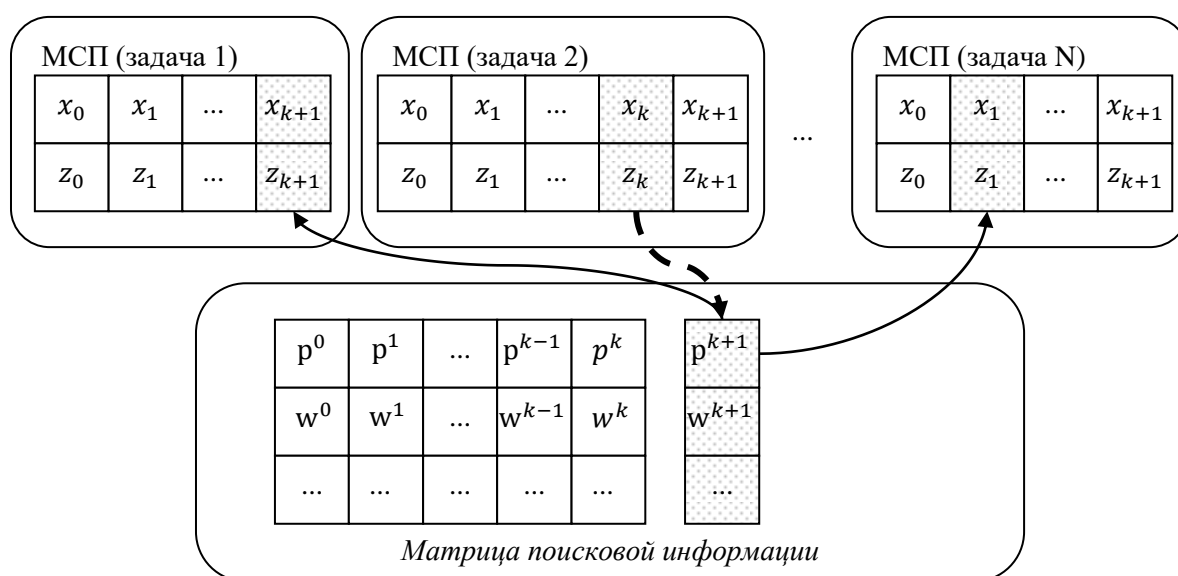 МСП (задача 1) МСП (задача 2) МСП (задача N)
x₀ x₁ ... xₖ₊₁ x₀ x₁ ... xₖ xₖ₊₁ ... x₀ x₁ ... xₖ₊₁
z₀ z₁ ... zₖ₊₁ z₀ z₁ ... zₖ zₖ₊₁ z₀ z₁ ... zₖ₊₁
p⁰ p¹ ... pᵏ⁻¹ pᵏ pᵏ⁺¹
w⁰ w¹ ... wᵏ⁻¹ wᵏ wᵏ⁺¹
... ... ... ... ... ...
Матрица поисковой информации